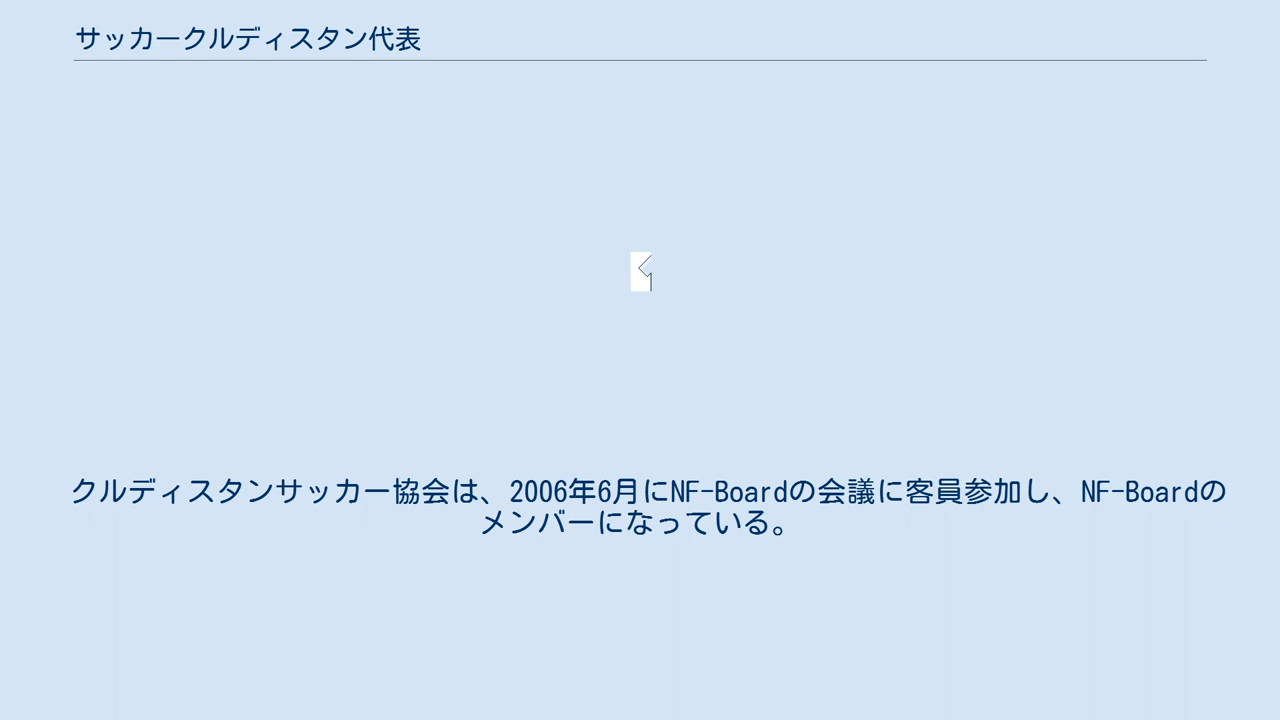 サッカークルディスタン代表
クルディスタンサッカー協会は、2006年6月にNF-Boardの会議に客員参加し、NF-Boardの
メンバーになっている。